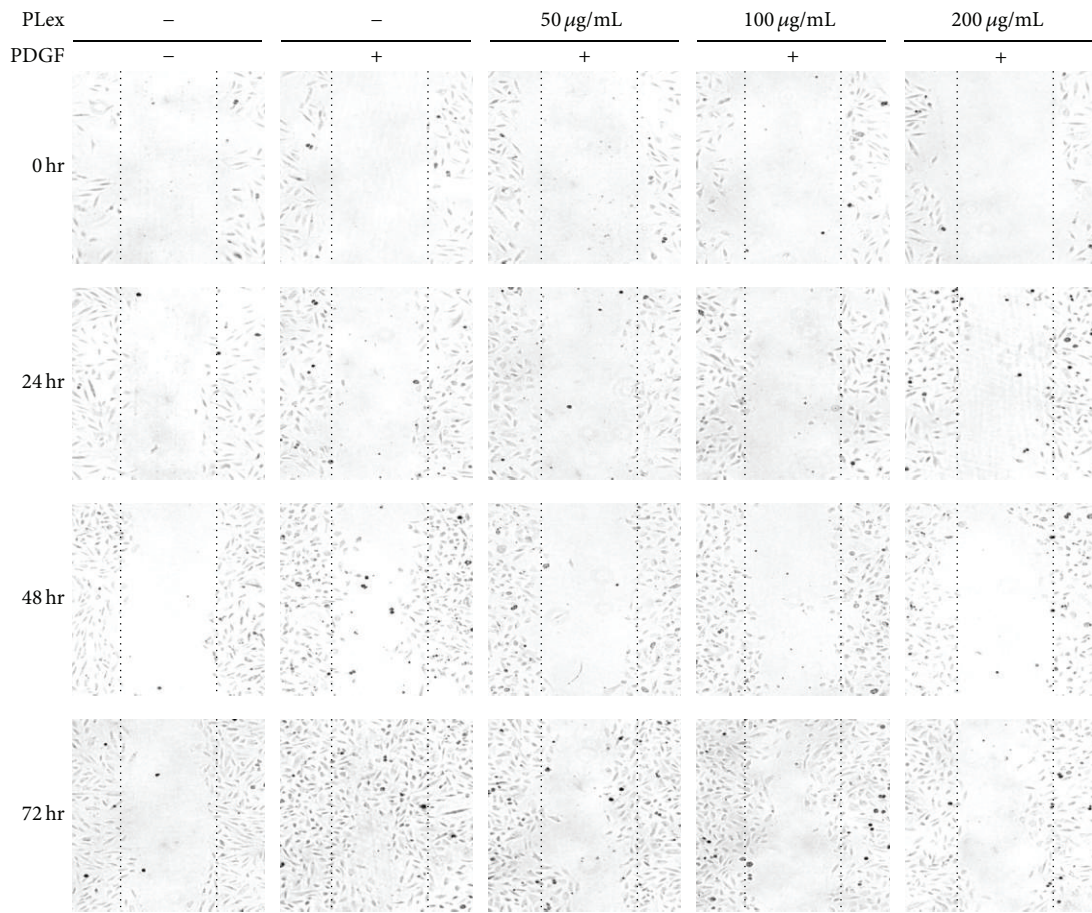 PLex − − 50 μg/mL 100 μg/mL 200 μg/mL
PDGF − + + + +
0 hr
24 hr
48 hr
72 hr